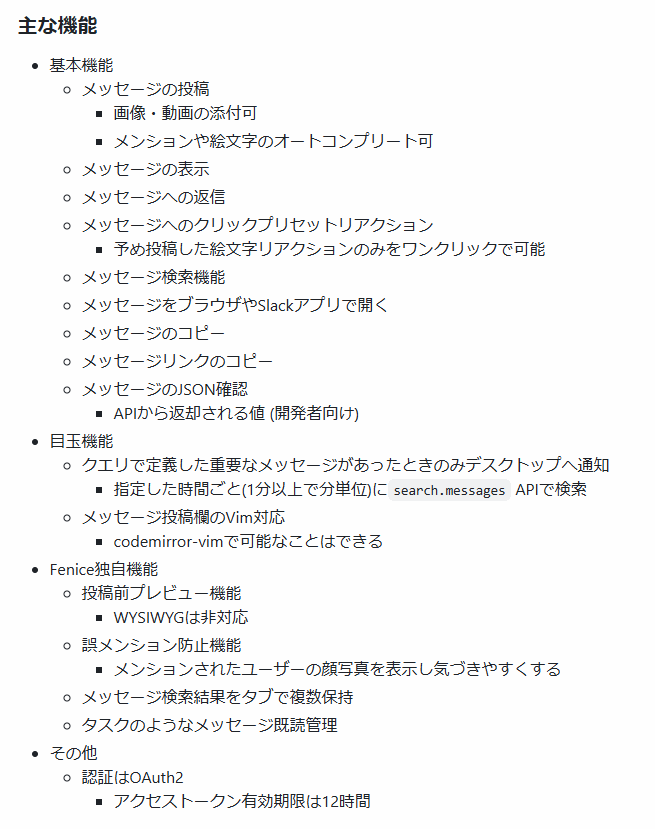 主な機能
基本機能
メッセージの投稿
画像・動画の添付可
メンションや絵文字のオートコンプリート可
メッセージの表示
メッセージへの返信
メッセージへのクリックプリセットリアクション
予め投稿した絵文字リアクションのみをワンクリックで可能
メッセージ検索機能
メッセージをブラウザやSlackアプリで開く
メッセージのコピー
メッセージリンクのコピー
メッセージのJSON確認
APIから返却される値 (開発者向け)
目玉機能
クエリで定義した重要なメッセージがあったときのみデスクトップへ通知
指定した時間ごと(1分以上で分単位)に search.messages APIで検索
メッセージ投稿欄のVim対応
codemirror-vimで可能なことはできる
Fenice独自機能
投稿前プレビュー機能
WYSIWYGは非対応
誤メンション防止機能
メンションされたユーザーの顔写真を表示し気づきやすくする
メッセージ検索結果をタブで複数保持
タスクのようなメッセージ既読管理
その他
認証はOAuth2
アクセストークン有効期限は12時間